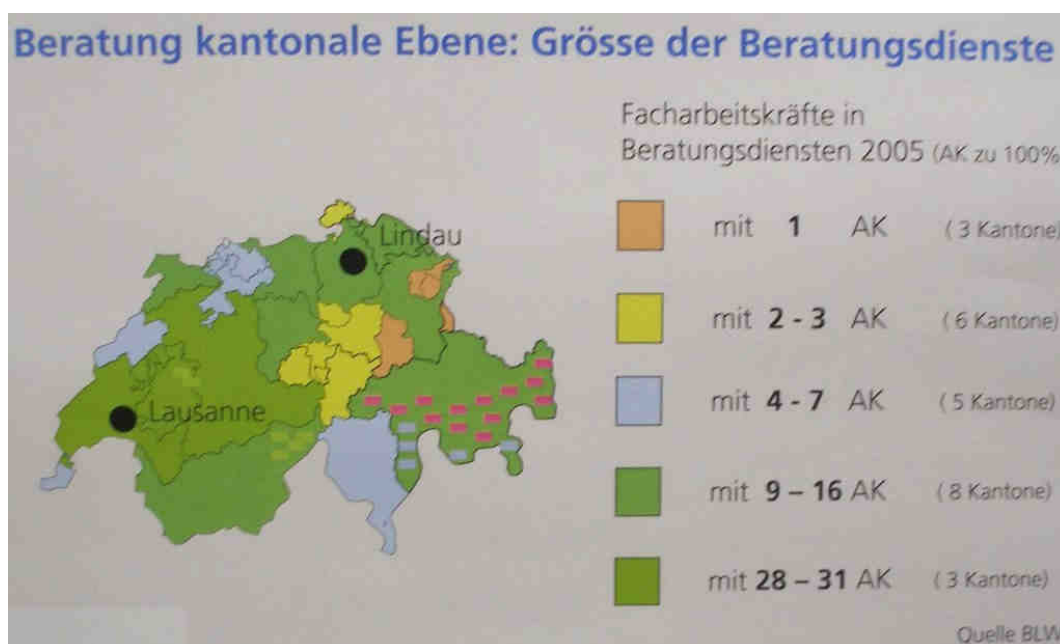 Beratung kantonale Ebene: Grösse der Beratungsdienste
Facharbeitskräfte in
Beratungsdiensten 2005 (AK zu 100%
mit 1 AK (3 Kantone)
mit 2 - 3 AK (6 Kantone)
mit 4 - 7 AK (5 Kantone)
mit 9 – 16 AK (8 Kantone)
mit 28 – 31 AK (3 Kantone)
Lindau
Lausanne
Quelle BLW